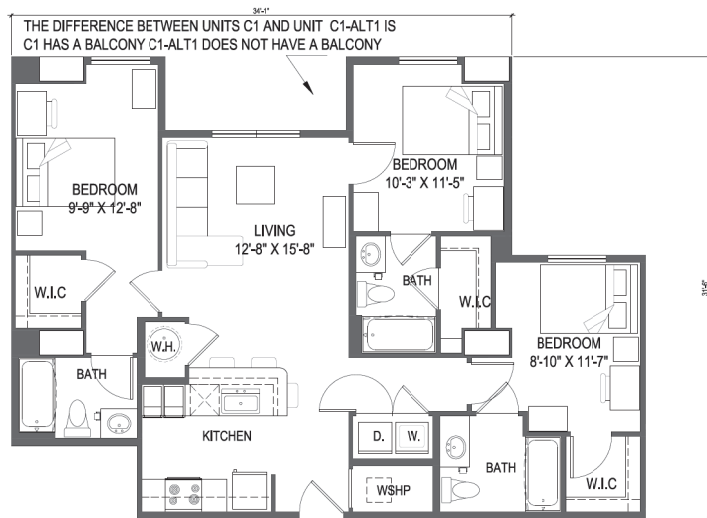 34'-1"
THE DIFFERENCE BETWEEN UNITS C1 AND UNIT C1-ALT1 IS
C1 HAS A BALCONY C1-ALT1 DOES NOT HAVE A BALCONY
BEDROOM
9'-9" X 12'-8"
BEDROOM
10'-3" X 11'-5"
LIVING
12'-8" X 15'-8"
W.I.C
BATH
W.I.C
31'-6"
W.H.
BEDROOM
8'-10" X 11'-7"
BATH
KITCHEN
D.
W.
BATH
W.I.C
WSHP